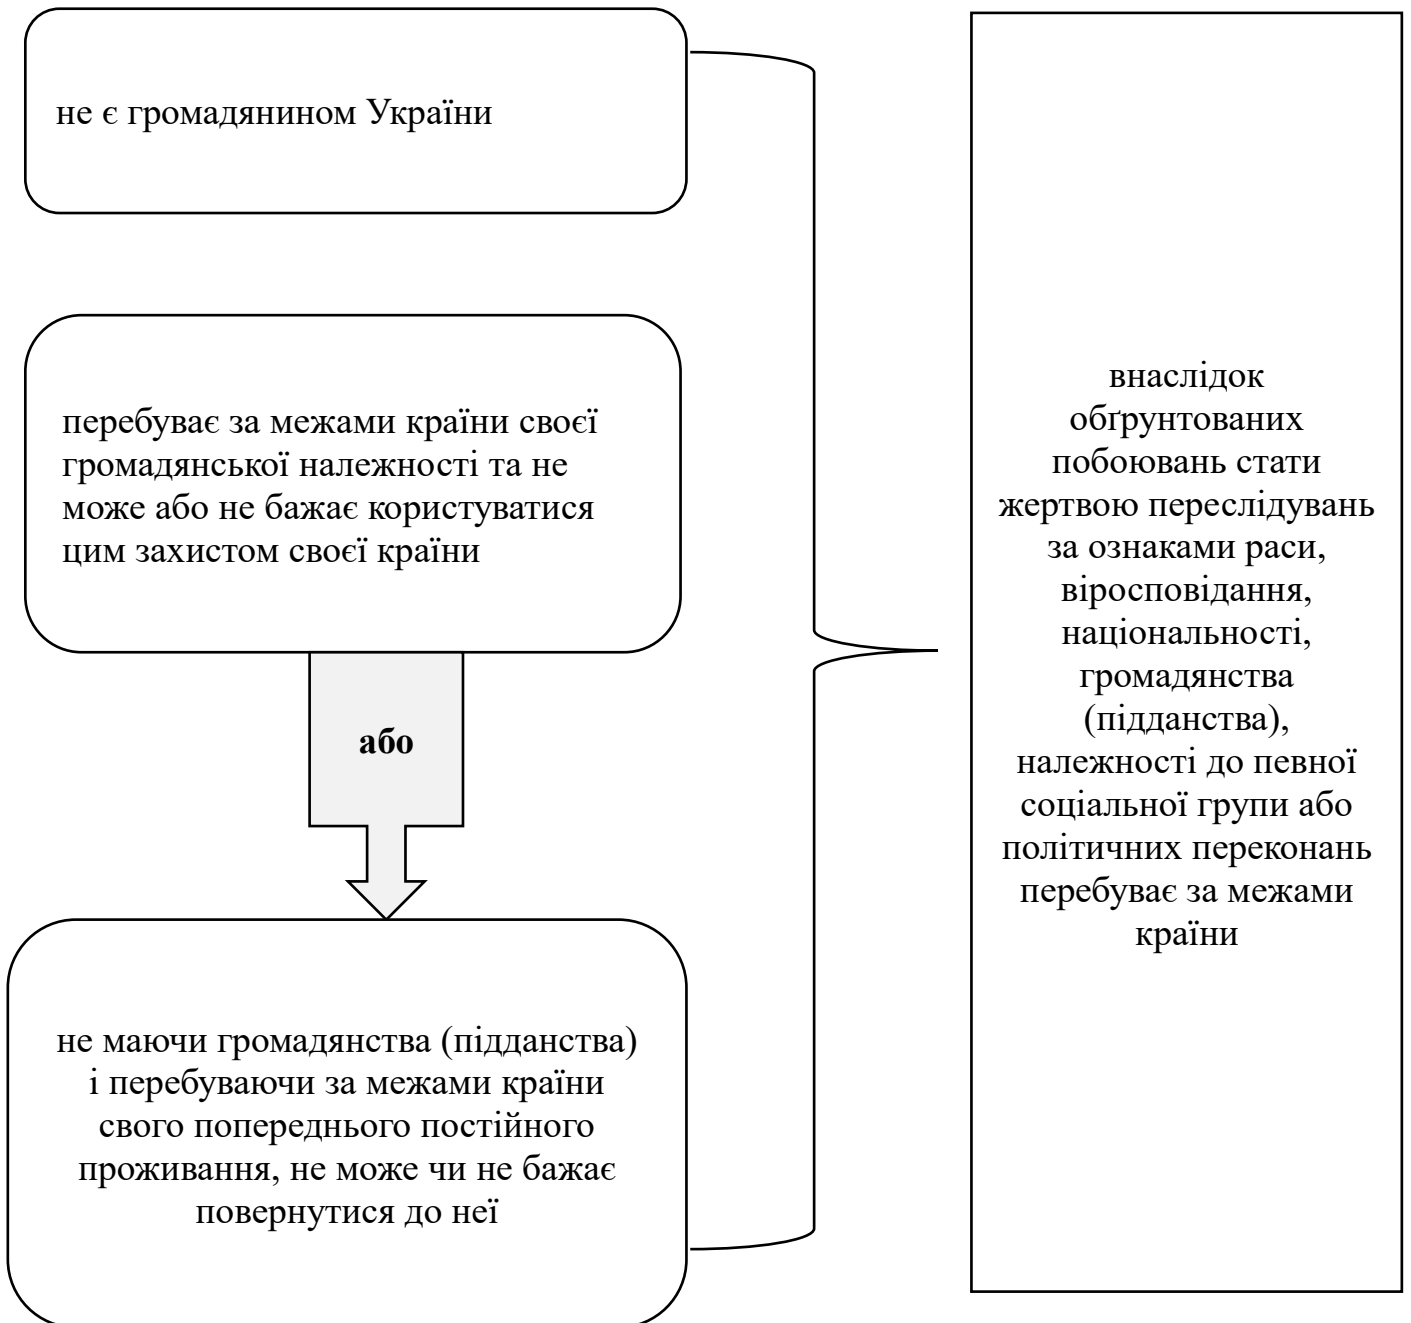 не є громадянином України
перебуває за межами країни своєї
громадянської належності та не
може або не бажає користуватися
цим захистом своєї країни
або
не маючи громадянства (підданства)
і перебуваючи за межами країни
свого попереднього постійного
проживання, не може чи не бажає
повернутися до неї
внаслідок
обґрунтованих
побоювань стати
жертвою переслідувань
за ознаками раси,
віросповідання,
національності,
громадянства
(підданства),
належності до певної
соціальної групи або
політичних переконань
перебуває за межами
країни